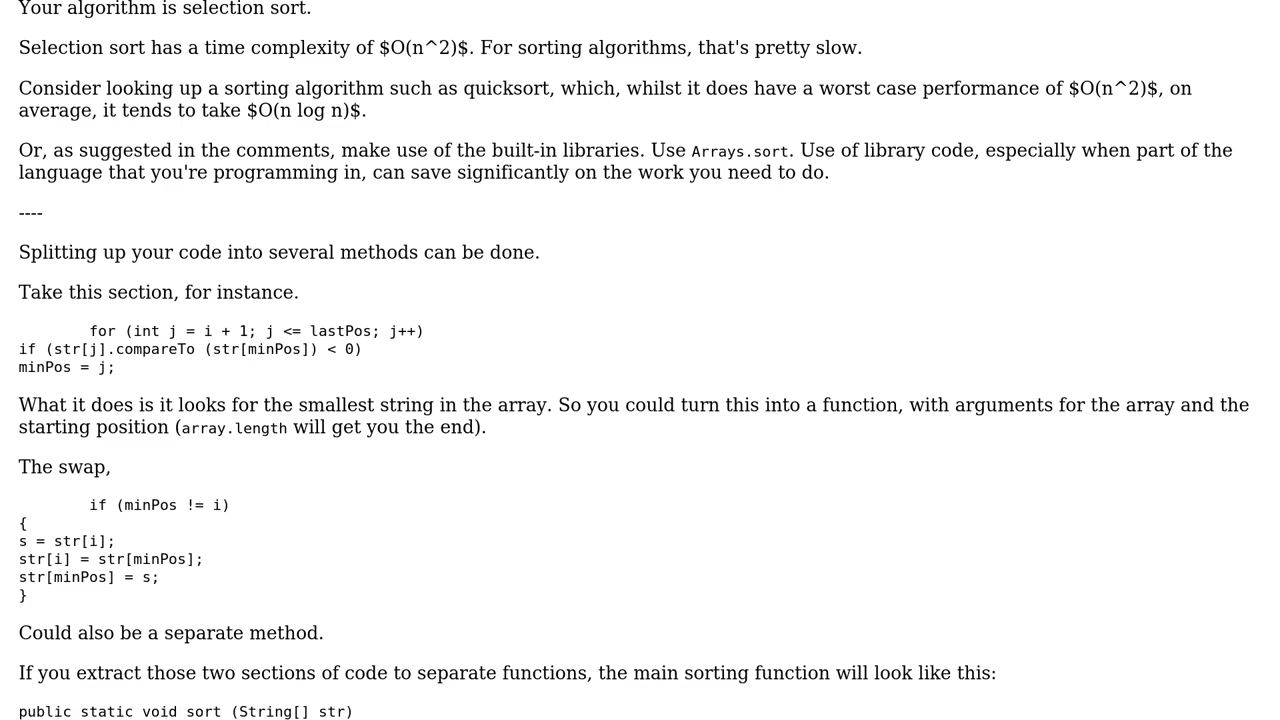 Your algorithm is selection sort.
Selection sort has a time complexity of $O(n^2)$. For sorting algorithms, that's pretty slow.
Consider looking up a sorting algorithm such as quicksort, which, whilst it does have a worst case performance of $O(n^2)$, on
average, it tends to take $O(n log n)$.
Or, as suggested in the comments, make use of the built-in libraries. Use Arrays.sort. Use of library code, especially when part of the
language that you're programming in, can save significantly on the work you need to do.
----
Splitting up your code into several methods can be done.
Take this section, for instance.
        for (int j = i + 1; j <= lastPos; j++)
if (str[j].compareTo (str[minPos]) < 0)
minPos = j;
What it does is it looks for the smallest string in the array. So you could turn this into a function, with arguments for the array and the
starting position (array.length will get you the end).
The swap,
        if (minPos != i)
{
s = str[i];
str[i] = str[minPos];
str[minPos] = s;
}
Could also be a separate method.
If you extract those two sections of code to separate functions, the main sorting function will look like this:
public static void sort (String[] str)